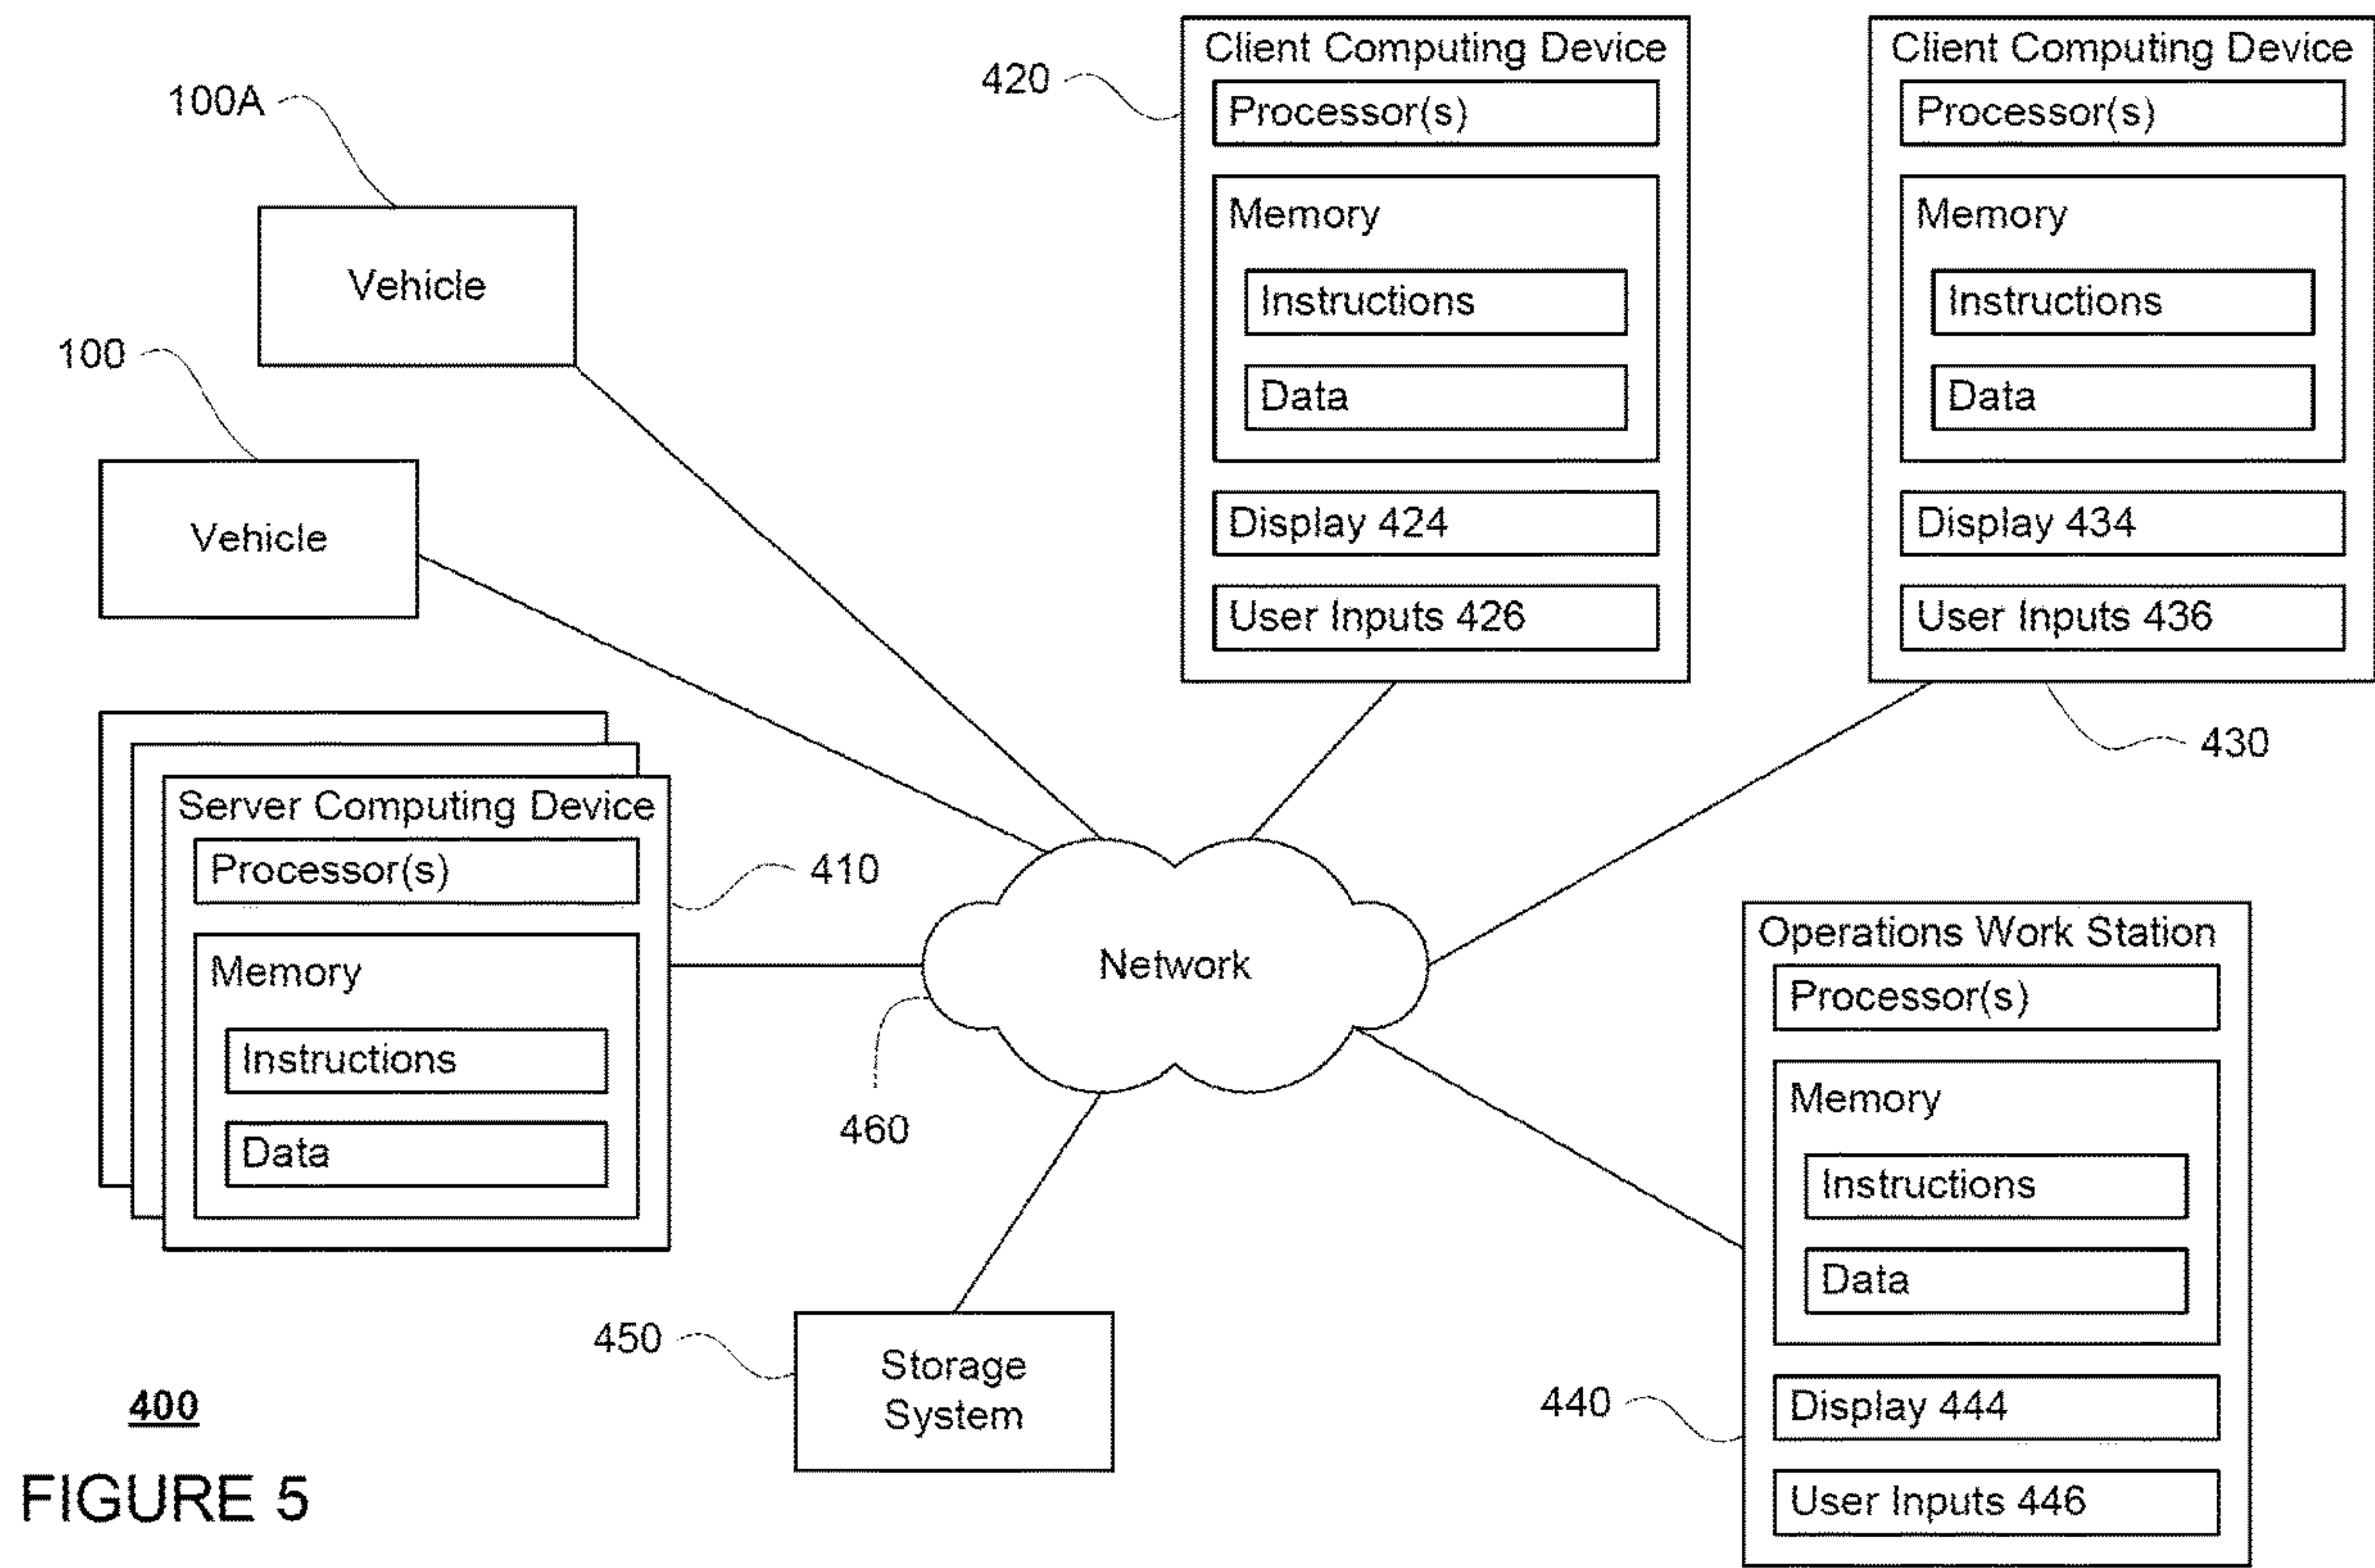 100A
Vehicle
100
Vehicle
420
Client Computing Device
Processor(s)
Memory
Instructions
Data
Display 424
User Inputs 426
Client Computing Device
Processor(s)
Memory
Instructions
Data
Display 434
User Inputs 436
430
Server Computing Device
Processor(s)
410
Memory
Instructions
Data
Network
460
Operations Work Station
Processor(s)
Memory
Instructions
Data
Display 444
User Inputs 446
440
450
Storage
System
400
FIGURE 5